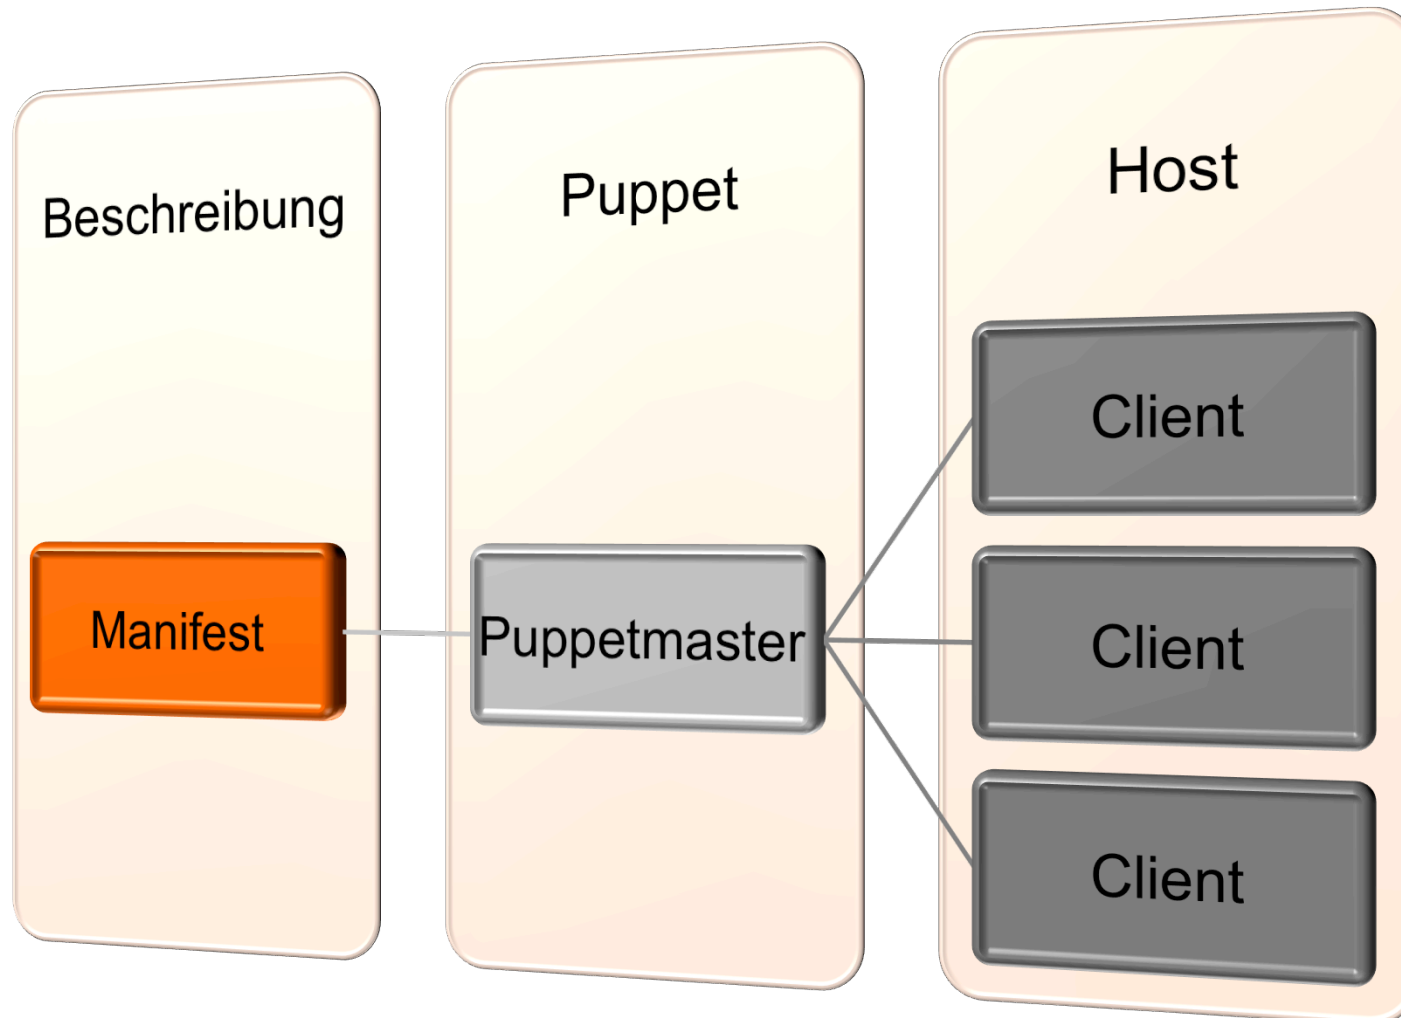 Beschreibung
Puppet
Host
Manifest
Puppetmaster
Client
Client
Client